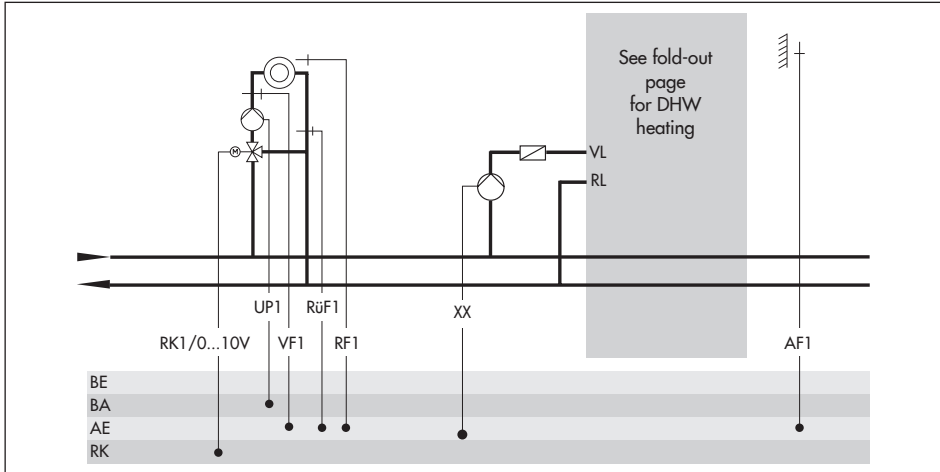 See fold-out
page
for DHW
heating
M
VL
RL
UP1 RüF1 XX
RK1/0...10V VF1 RF1 AF1
BE
BA
AE
RK